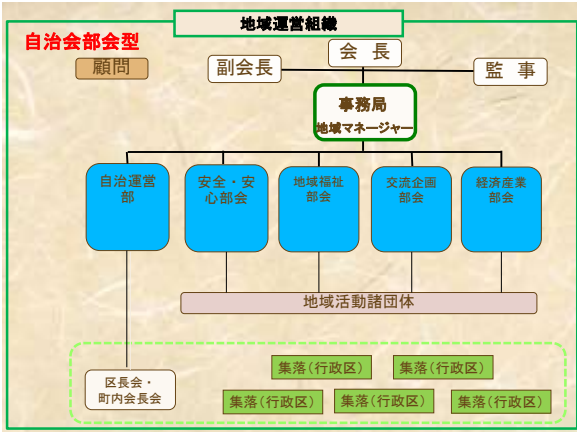 地域運営組織
自治会部会型
顧問
会 長
副会長
監 事
事務局
地域マネージャー
自治運営
部
安全・安
心部会
地域福祉
部会
交流企画
部会
経済産業
部会
地域活動諸団体
区長会・
町内会長会
集落(行政区)
集落(行政区)
集落(行政区)
集落(行政区)
集落(行政区)